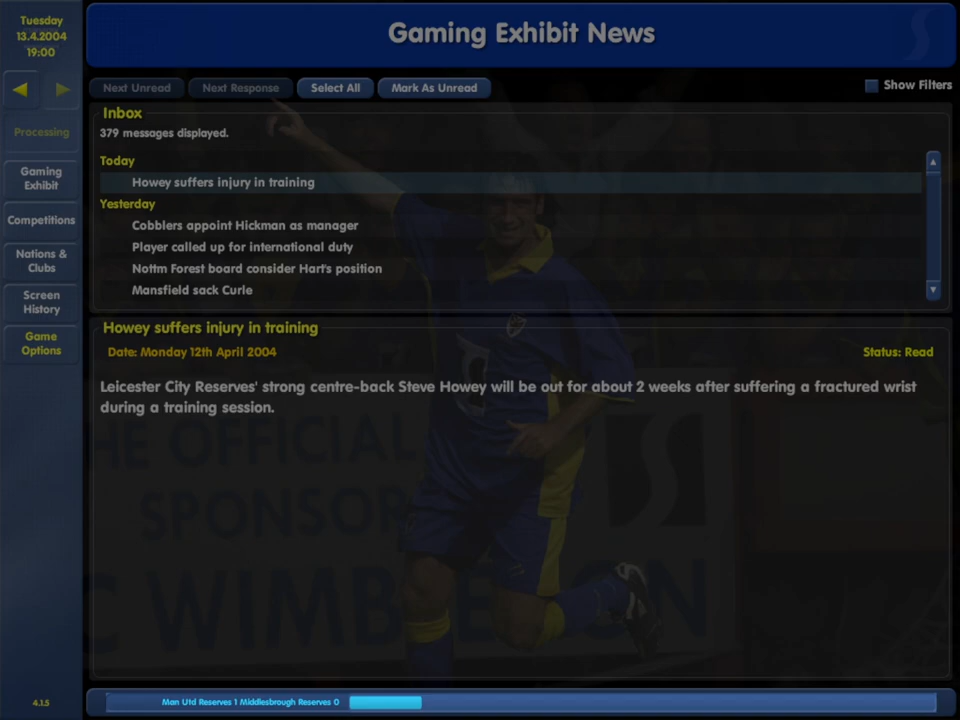 Tuesday
13.4.2004
19:00
Processing
Gaming
Exhibit
Competitions
Nations &
Clubs
Screen
History
Game
Options
4.1.5
Gaming Exhibit News
Next Unread
Next Response
Select All
Mark As Unread
Show Filters
Inbox
379 messages displayed.
Today
Howey suffers injury in training
Yesterday
Cobblers appoint Hickman as manager
Player called up for international duty
Nottm Forest board consider Hart's position
Mansfield sack Curle
Howey suffers injury in training
Date: Monday 12th April 2004
Status: Read
Leicester City Reserves' strong centre-back Steve Howey will be out for about 2 weeks after suffering a fractured wrist
during a training session.
THE OFFICIAL
SPONSOR
C WIMBLEDON
Man Utd Reserves 1 Middlesbrough Reserves 0